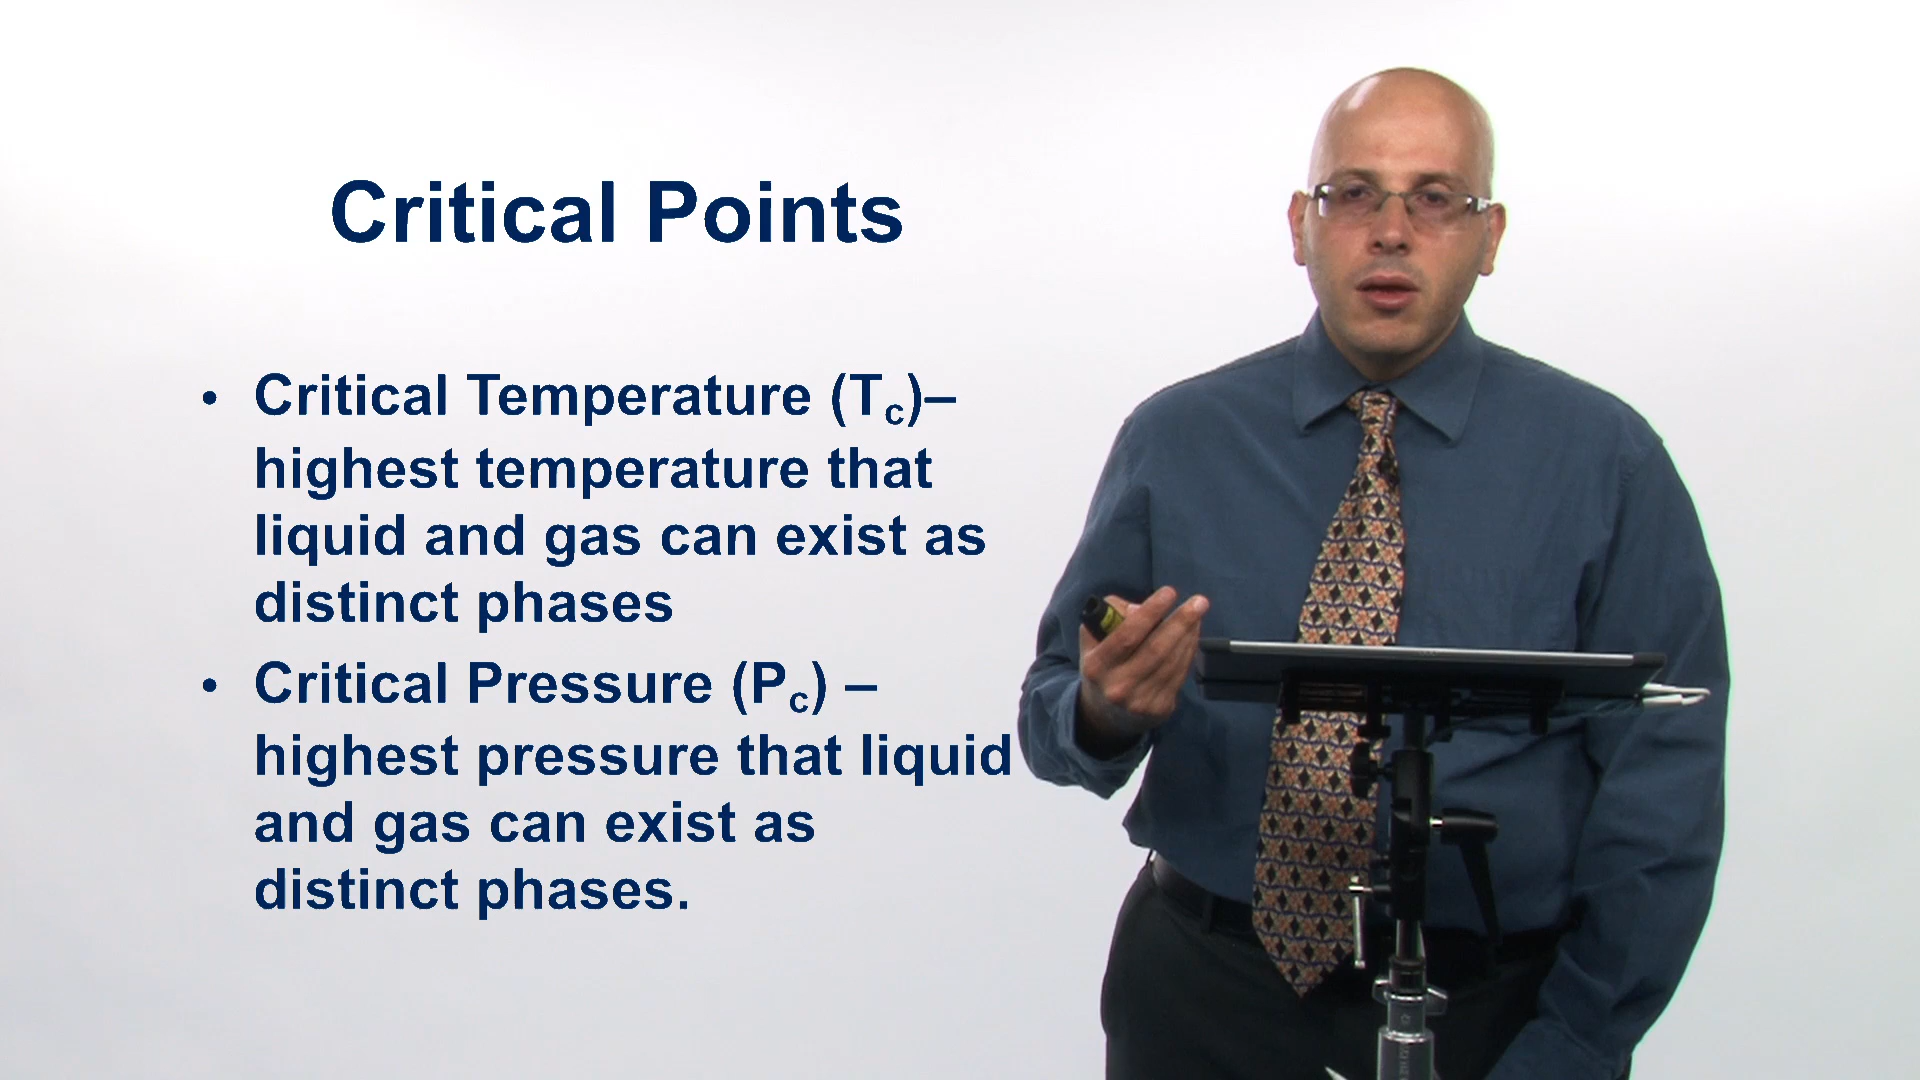 Critical Points
• Critical Temperature (Tc)–
highest temperature that
liquid and gas can exist as
distinct phases
• Critical Pressure (Pc) –
highest pressure that liquid
and gas can exist as
distinct phases.